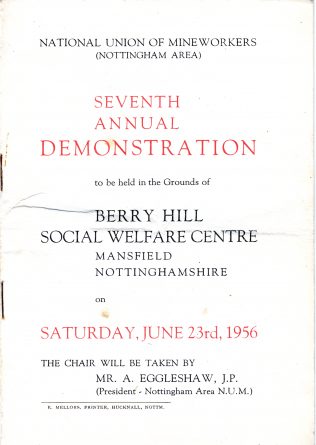 NATIONAL UNION OF MINEWORKERS
(NOTTINGHAM AREA)
SEVENTH
ANNUAL
DEMONSTRATION
to be held in the Grounds of
BERRY HILL
SOCIAL WELFARE CENTRE
MANSFIELD
NOTTINGHAMSHIRE
on
SATURDAY, JUNE 23rd, 1956
THE CHAIR WILL BE TAKEN BY
MR. A. EGGLESHAW, J.P.
(President - Nottingham Area N.U.M.)
E. MELLORS, PRINTER, HUCKNALL, NOTTM.